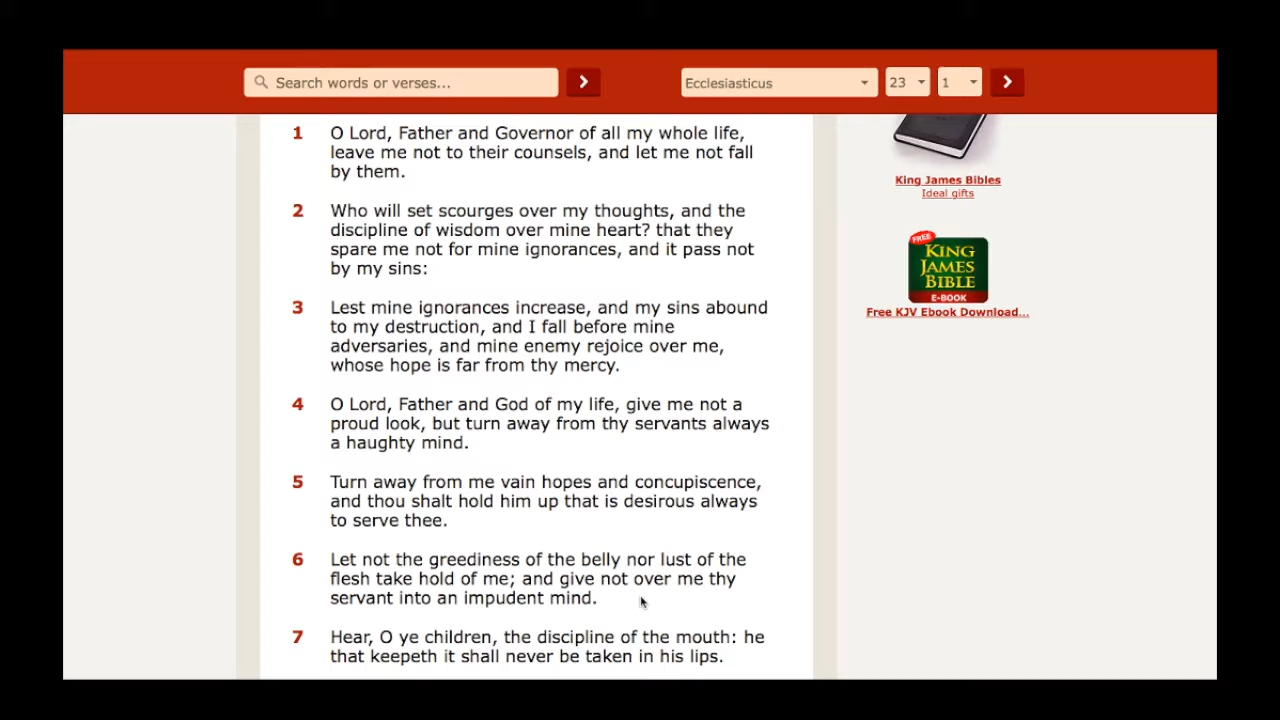 Search words or verses...
Ecclesiasticus
23
1
1 O Lord, Father and Governor of all my whole life,
leave me not to their counsels, and let me not fall
by them.
2 Who will set scourges over my thoughts, and the
discipline of wisdom over mine heart? that they
spare me not for mine ignorances, and it pass not
by my sins:
3 Lest mine ignorances increase, and my sins abound
to my destruction, and I fall before mine
adversaries, and mine enemy rejoice over me,
whose hope is far from thy mercy.
4 O Lord, Father and God of my life, give me not a
proud look, but turn away from thy servants always
a haughty mind.
5 Turn away from me vain hopes and concupiscence,
and thou shalt hold him up that is desirous always
to serve thee.
6 Let not the greediness of the belly nor lust of the
flesh take hold of me; and give not over me thy
servant into an impudent mind.
7 Hear, O ye children, the discipline of the mouth: he
that keepeth it shall never be taken in his lips.
King James Bibles
Ideal gifts
FREE
KING
JAMES
BIBLE
E-BOOK
Free KJV Ebook Download...